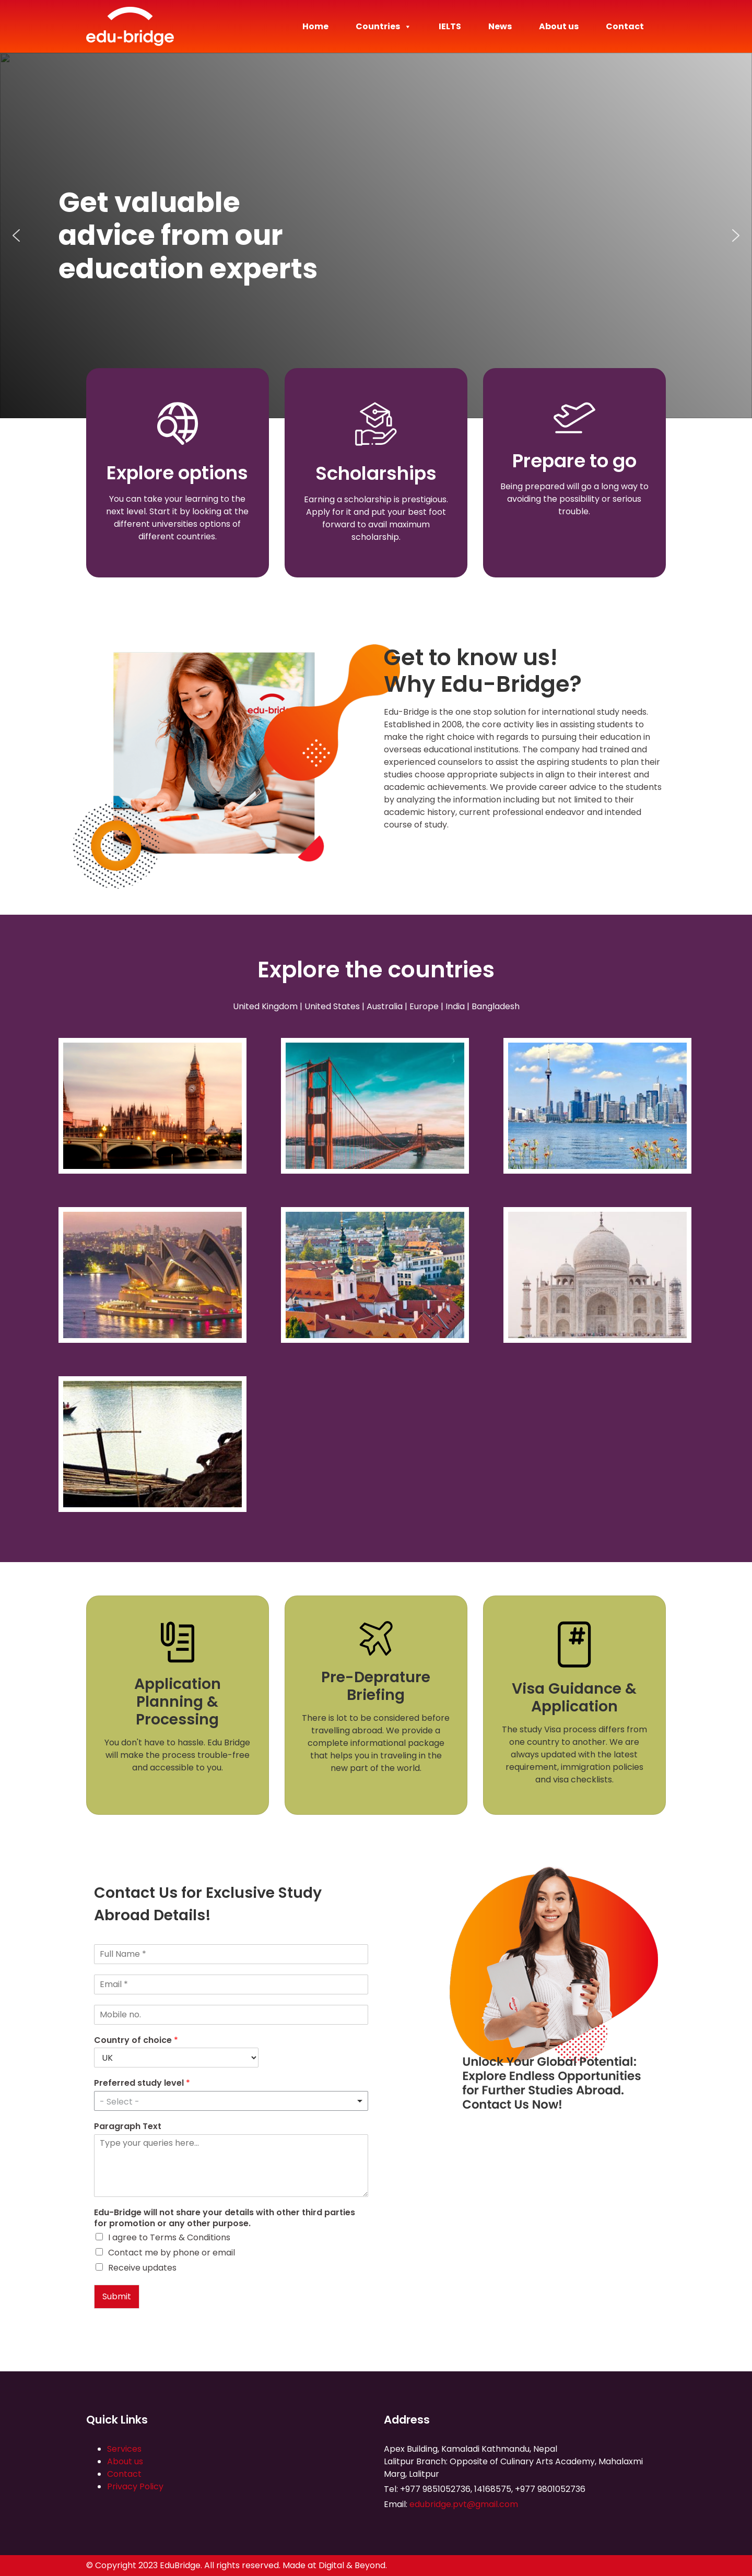 edu-bridge
Home
Countries
IELTS
News
About us
Contact
Get valuable
advice from our
education experts
Explore options
You can take your learning to the
next level. Start it by looking at the
different universities options of
different countries.
Scholarships
Earning a scholarship is prestigious.
Apply for it and put your best foot
forward to avail maximum
scholarship.
Prepare to go
Being prepared will go a long way to
avoiding the possibility or serious
trouble.
edu-bridg
Get to know us!
Why Edu-Bridge?
Edu-Bridge is the one stop solution for international study needs.
Established in 2008, the core activity lies in assisting students to
make the right choice with regards to pursuing their education in
overseas educational institutions. The company had trained and
experienced counselors to assist the aspiring students to plan their
studies choose appropriate subjects in align to their interest and
academic achievements. We provide career advice to the students
by analyzing the information including but not limited to their
academic history, current professional endeavor and intended
course of study.
Explore the countries
United Kingdom | United States | Australia | Europe | India | Bangladesh
Application
Planning &
Processing
You don't have to hassle. Edu Bridge
will make the process trouble-free
and accessible to you.
Pre-Deprature
Briefing
There is lot to be considered before
travelling abroad. We provide a
complete informational package
that helps you in traveling in the
new part of the world.
#
Visa Guidance &
Application
The study Visa process differs from
one country to another. We are
always updated with the latest
requirement, immigration policies
and visa checklists.
Contact Us for Exclusive Study
Abroad Details!
Full Name *
Email *
Mobile no.
Country of choice *
UK
Preferred study level *
- Select -
Paragraph Text
Type your queries here...
Edu-Bridge will not share your details with other third parties
for promotion or any other purpose.
I agree to Terms & Conditions
Contact me by phone or email
Receive updates
Submit
Unlock Your Global Potential:
Explore Endless Opportunities
for Further Studies Abroad.
Contact Us Now!
Quick Links
Services
About us
Contact
Privacy Policy
Address
Apex Building, Kamaladi Kathmandu, Nepal
Lalitpur Branch: Opposite of Culinary Arts Academy, Mahalaxmi
Marg, Lalitpur
Tel: +977 9851052736, 14168575, +977 9801052736
Email: edubridge.pvt@gmail.com
© Copyright 2023 EduBridge. All rights reserved. Made at Digital & Beyond.